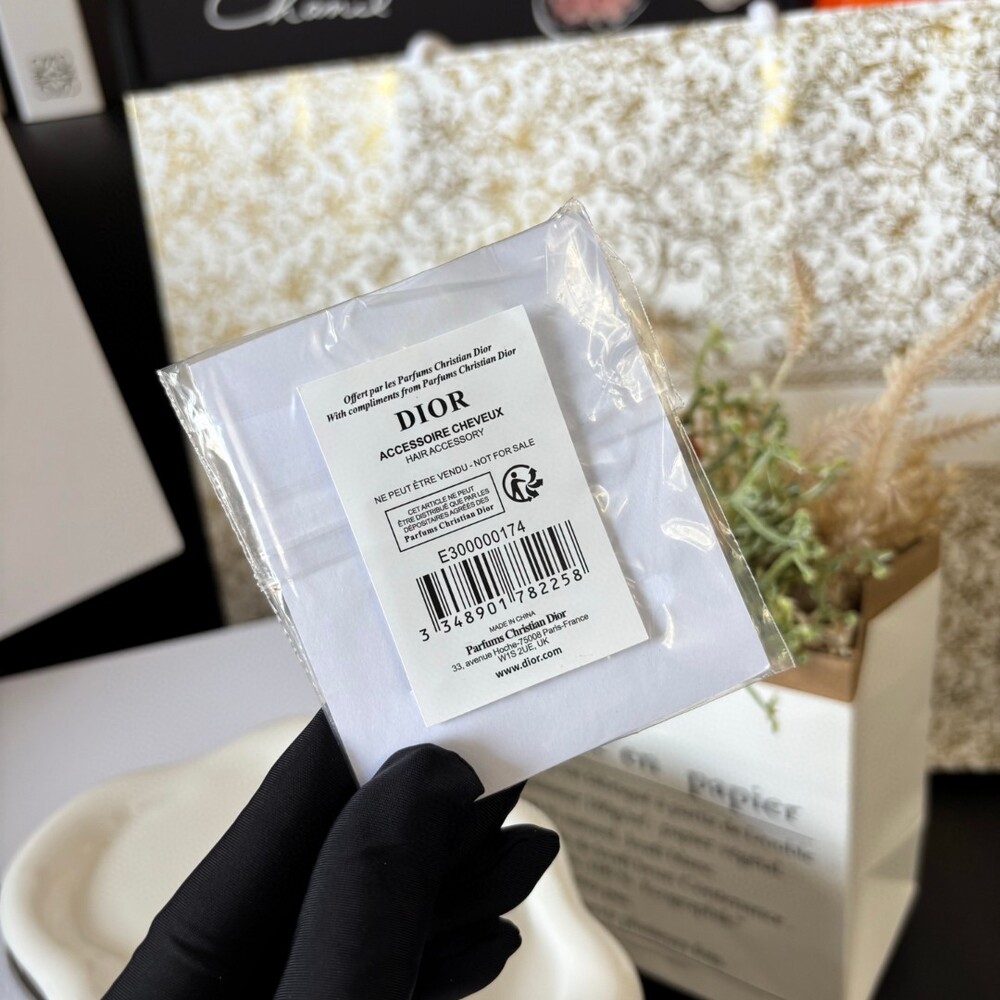 Chanel
Offert par les Parfums Christian Dior
With compliments from Parfums Christian Dior
DIOR
ACCESSOIRE CHEVEUX
HAIR ACCESSORY
NE PEUT ÊTRE VENDU - NOT FOR SALE
CET ARTICLE NE PEUT
ÊTRE DISTRIBUÉ QUE PAR LES
DÉPOSITAIRES AGRÉÉS DES
Parfums Christian Dior
E300000174
3 348901 782258
MADE IN CHINA
Parfums Christian Dior
33, avenue Hoche-75008 Paris-France
W1S 2UE, UK
www.dior.com
en papier